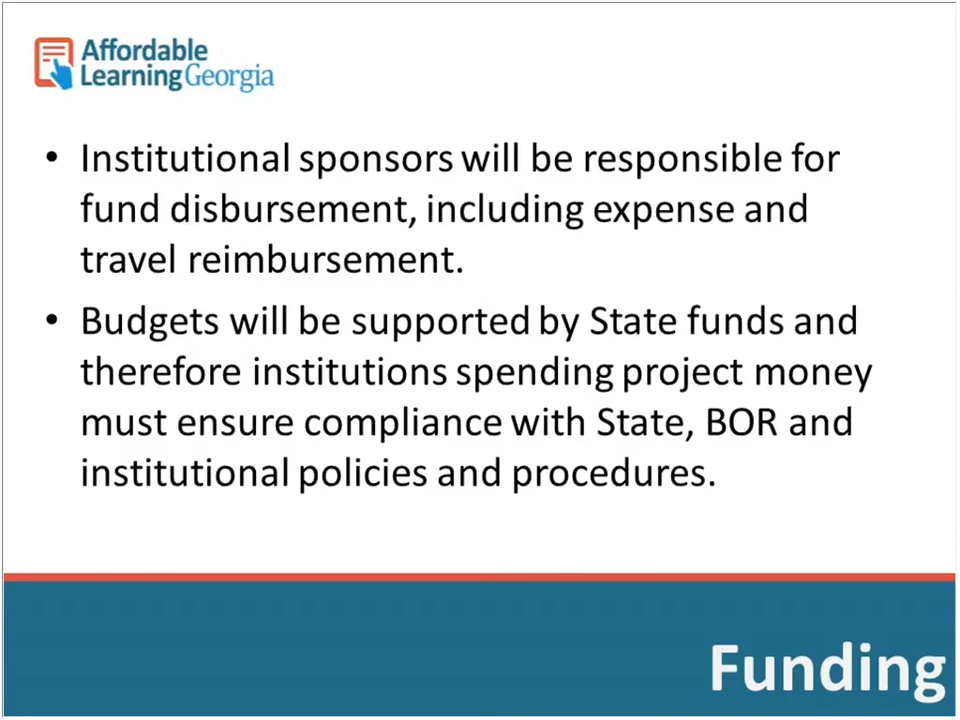 Affordable
LearningGeorgia
• Institutional sponsors will be responsible for
fund disbursement, including expense and
travel reimbursement.
• Budgets will be supported by State funds and
therefore institutions spending project money
must ensure compliance with State, BOR and
institutional policies and procedures.
Funding